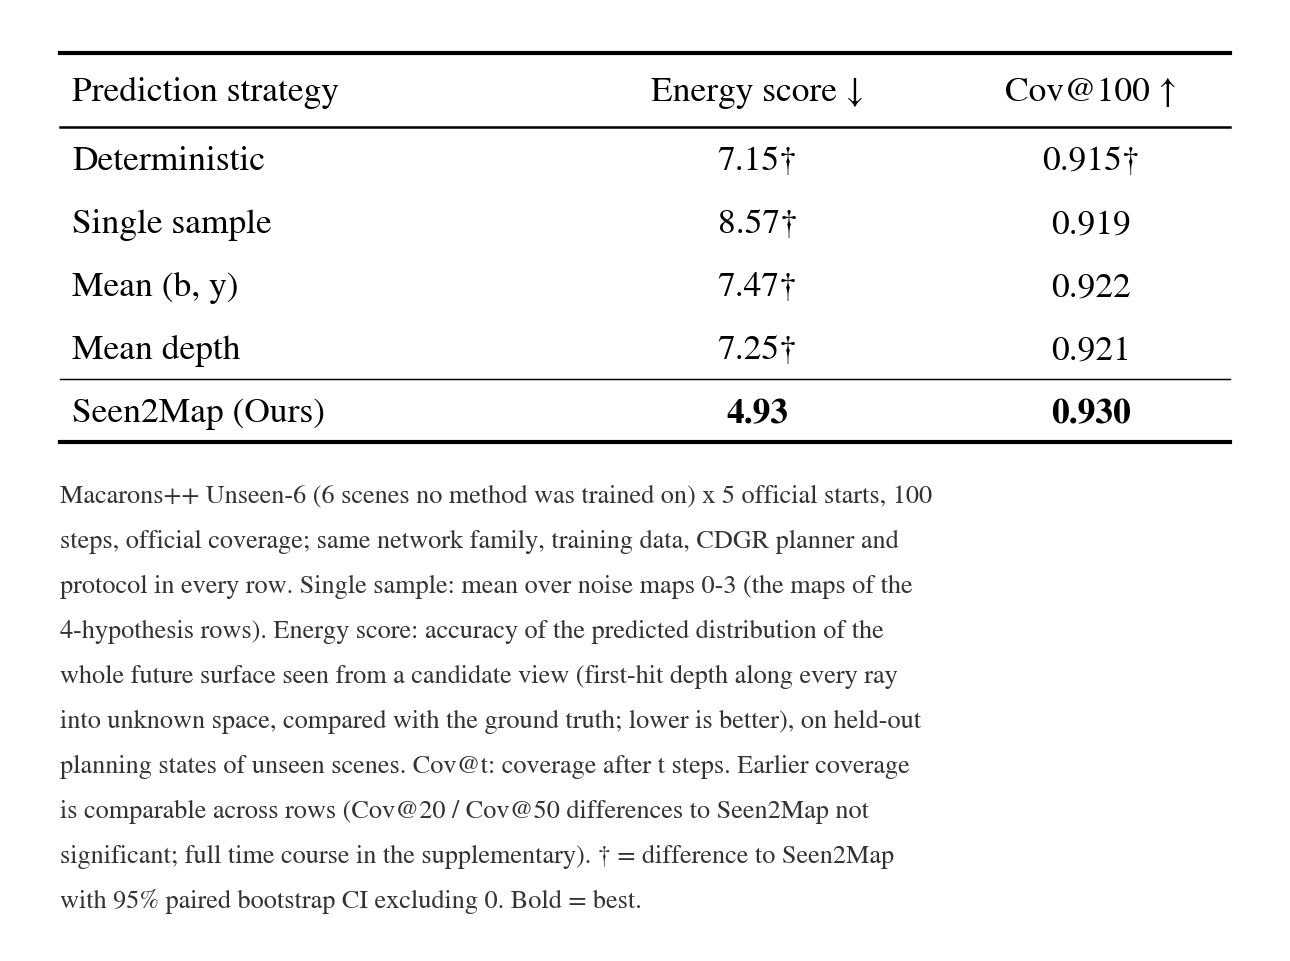 Prediction strategy Energy score ↓ Cov@100 ↑
Deterministic 7.15† 0.915†
Single sample 8.57† 0.919
Mean (b, y) 7.47† 0.922
Mean depth 7.25† 0.921
Seen2Map (Ours) 4.93 0.930
Macarons++ Unseen-6 (6 scenes no method was trained on) x 5 official starts, 100
steps, official coverage; same network family, training data, CDGR planner and
protocol in every row. Single sample: mean over noise maps 0-3 (the maps of the
4-hypothesis rows). Energy score: accuracy of the predicted distribution of the
whole future surface seen from a candidate view (first-hit depth along every ray
into unknown space, compared with the ground truth; lower is better), on held-out
planning states of unseen scenes. Cov@t: coverage after t steps. Earlier coverage
is comparable across rows (Cov@20 / Cov@50 differences to Seen2Map not
significant; full time course in the supplementary). † = difference to Seen2Map
with 95% paired bootstrap CI excluding 0. Bold = best.